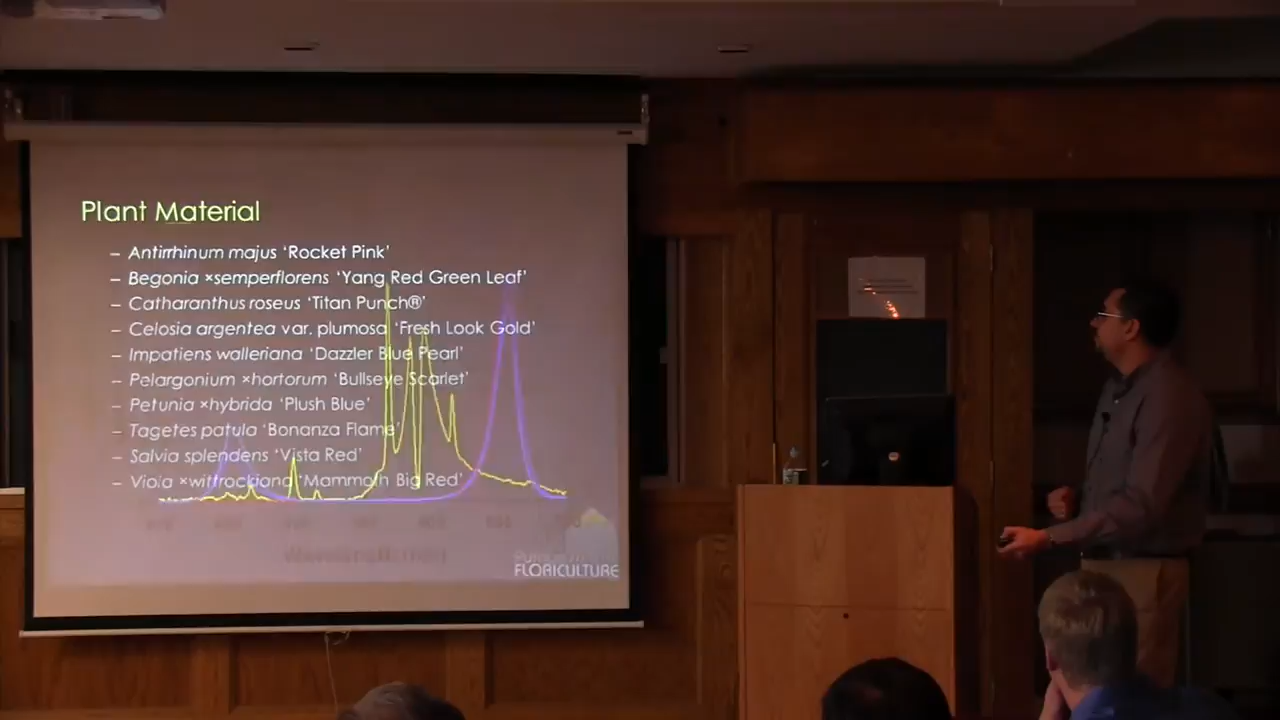 Plant Material
– Antirrhinum majus ‘Rocket Pink’
– Begonia ×semperflorens ‘Yang Red Green Leaf’
– Catharanthus roseus ‘Titan Punch®’
– Celosia argentea var. plumosa ‘Fresh Look Gold’
– Impatiens walleriana ‘Dazzler Blue Pearl’
– Pelargonium ×hortorum ‘Bullseye Scarlet’
– Petunia ×hybrida ‘Plush Blue’
– Tagetes patula ‘Bonanza Flame’
– Salvia splendens ‘Vista Red’
– Viola ×wittrockiana ‘Mammoth Big Red’
FLORICULTURE